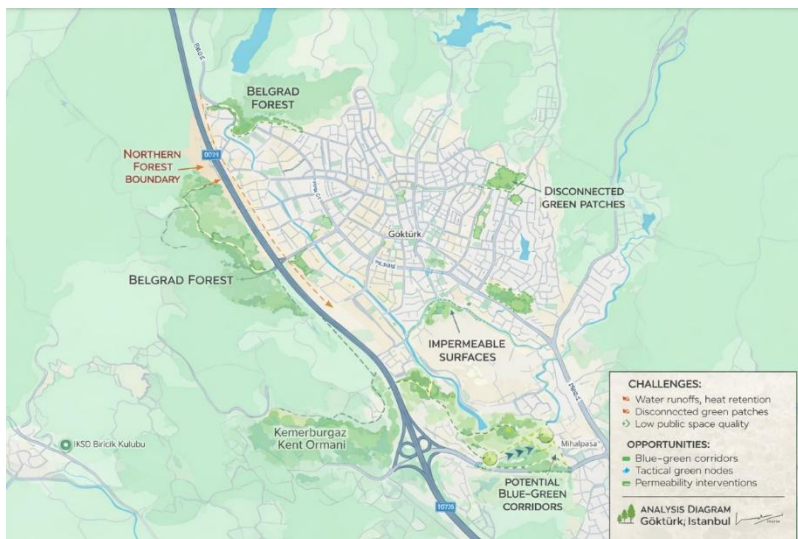 BELGRAD
FOREST
NORTHERN
FOREST
BOUNDARY
DISCONNECTED
GREEN PATCHES
Göktürk
BELGRAD FOREST
IMPERMEABLE
SURFACES
Kemerburgaz
Kent Ormani
IKSD Biricik Kulubu
Mihalpasa
POTENTIAL
BLUE-GREEN
CORRIDORS
CHALLENGES:
Water runoffs, heat retention
Disconnocted green patches
Low public space quality
OPPORTUNITIES:
Blue-green corridors
Tactical green nodes
Permeability interventions
ANALYSIS DIAGRAM
Göktürk; Istanbul